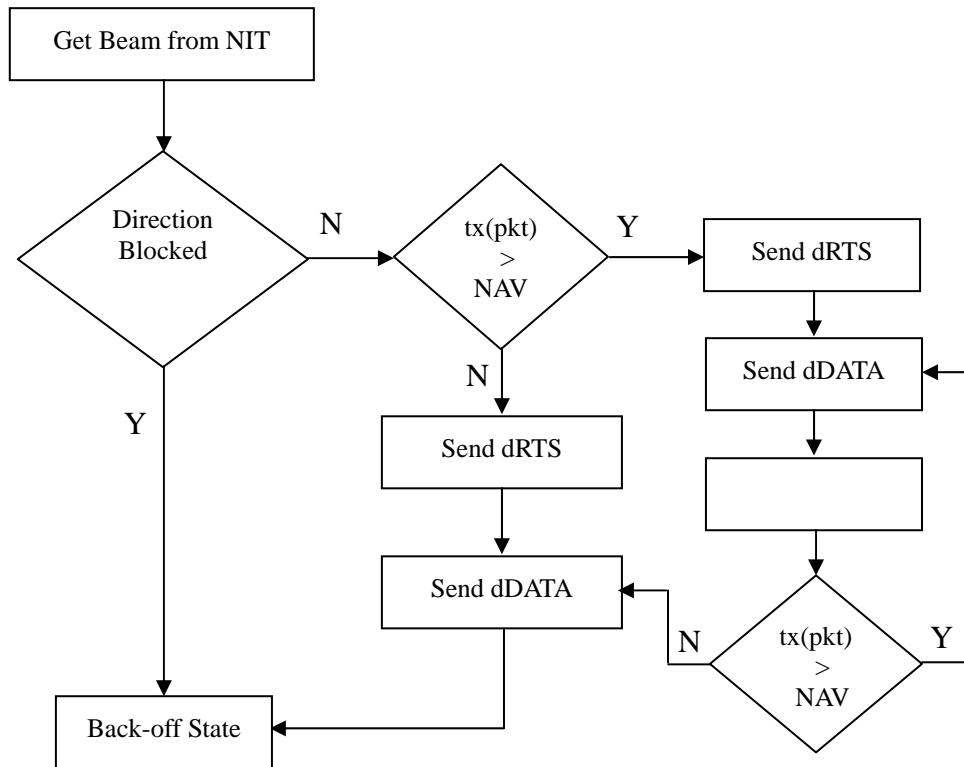 Get Beam from NIT
Direction
Blocked
N
tx(pkt)
>
NAV
Y
Send dRTS
Send dDATA
N
Y
Send dRTS
Send dDATA
N
tx(pkt)
>
NAV
Y
Back-off State